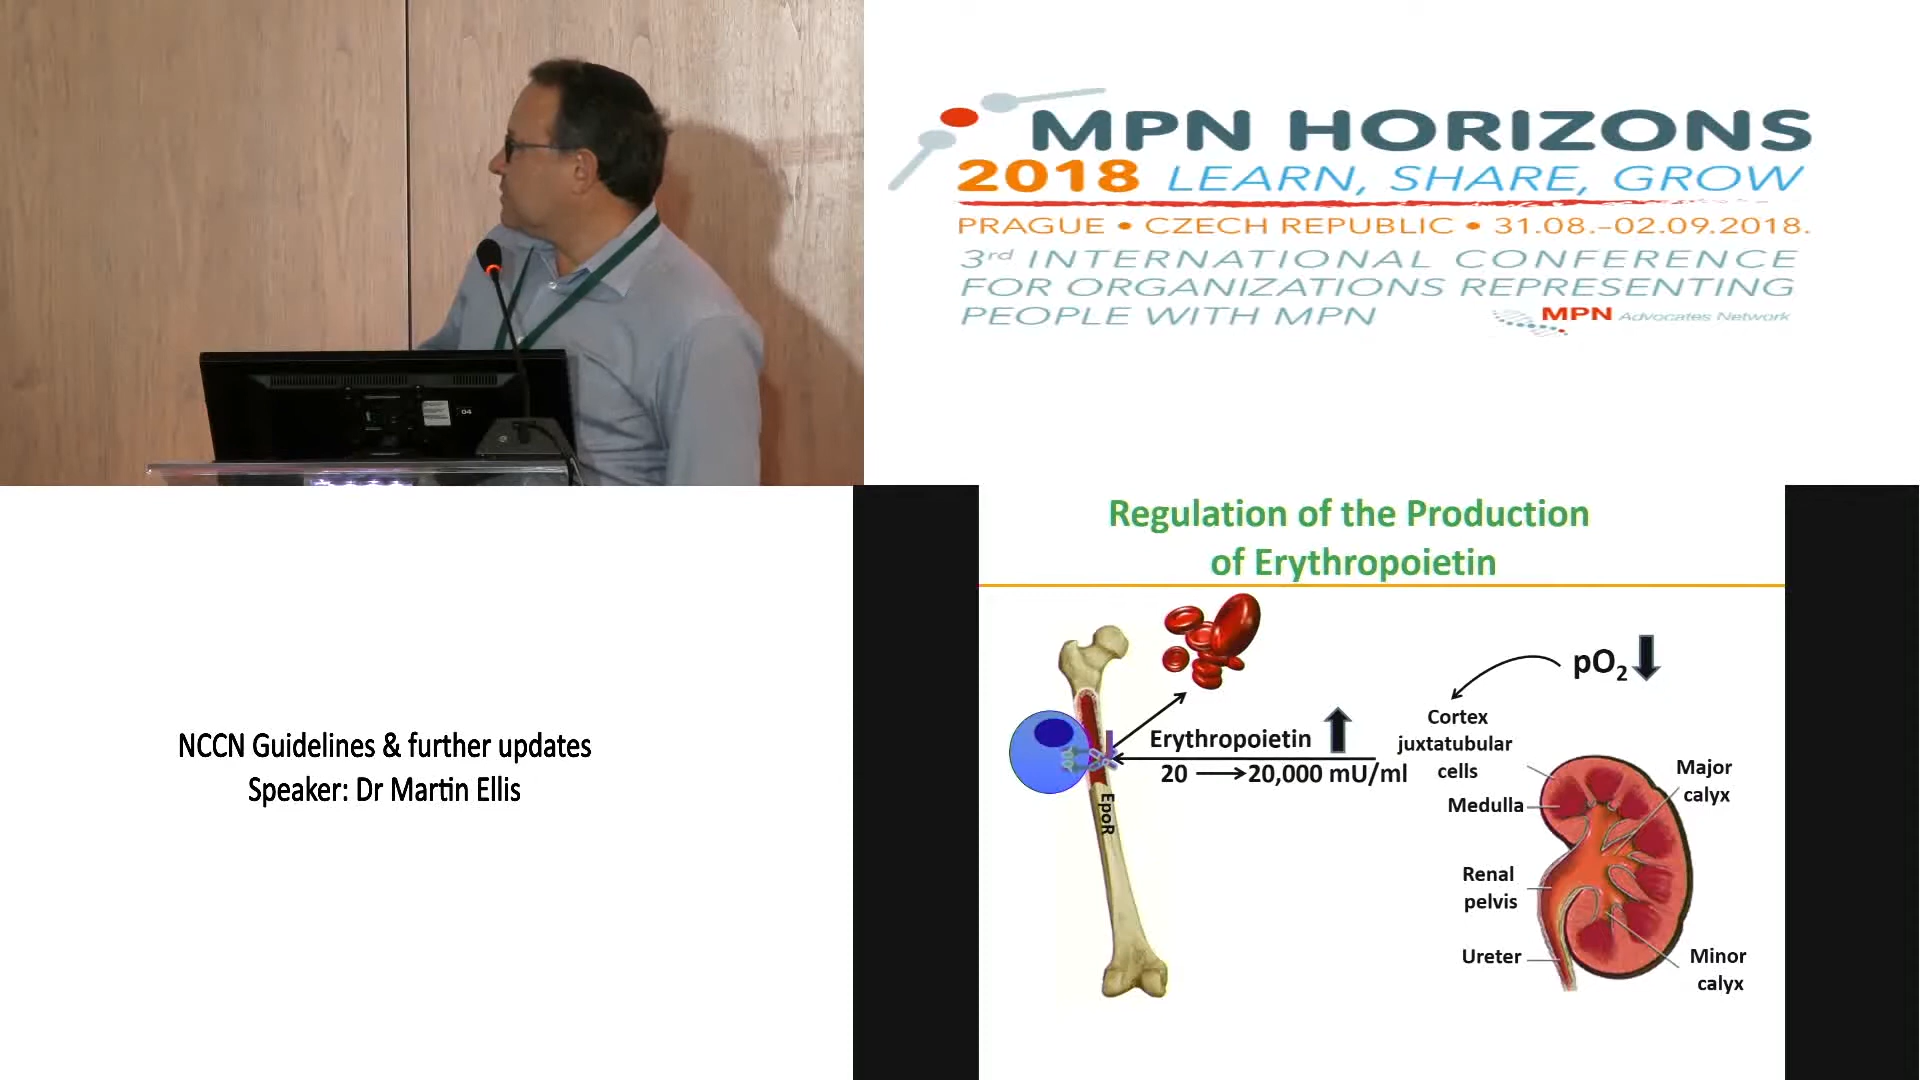 MPN HORIZONS
2018 LEARN, SHARE, GROW
PRAGUE • CZECH REPUBLIC • 31.08.–02.09.2018.
3rd INTERNATIONAL CONFERENCE
FOR ORGANIZATIONS REPRESENTING
PEOPLE WITH MPN
MPN Advocates Network
04
NCCN Guidelines & further updates
Speaker: Dr Martin Ellis
Regulation of the Production
of Erythropoietin
pO2
Erythropoietin
20 → 20,000 mU/ml
EpoR
Cortex
juxtatubular
cells
Medulla
Renal
pelvis
Ureter
Major
calyx
Minor
calyx